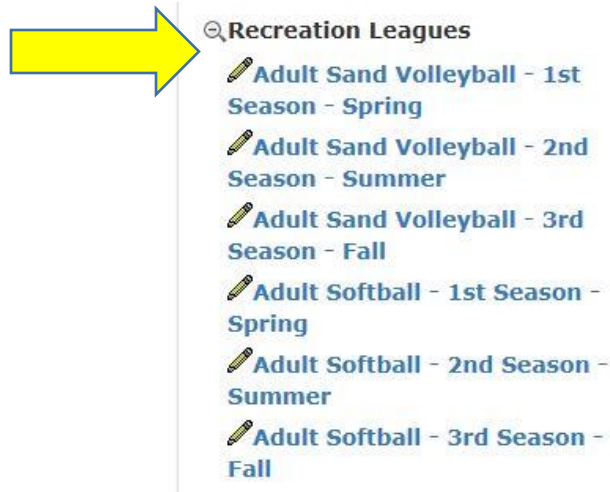 Recreation Leagues
Adult Sand Volleyball - 1st
Season - Spring
Adult Sand Volleyball - 2nd
Season - Summer
Adult Sand Volleyball - 3rd
Season - Fall
Adult Softball - 1st Season -
Spring
Adult Softball - 2nd Season -
Summer
Adult Softball - 3rd Season -
Fall